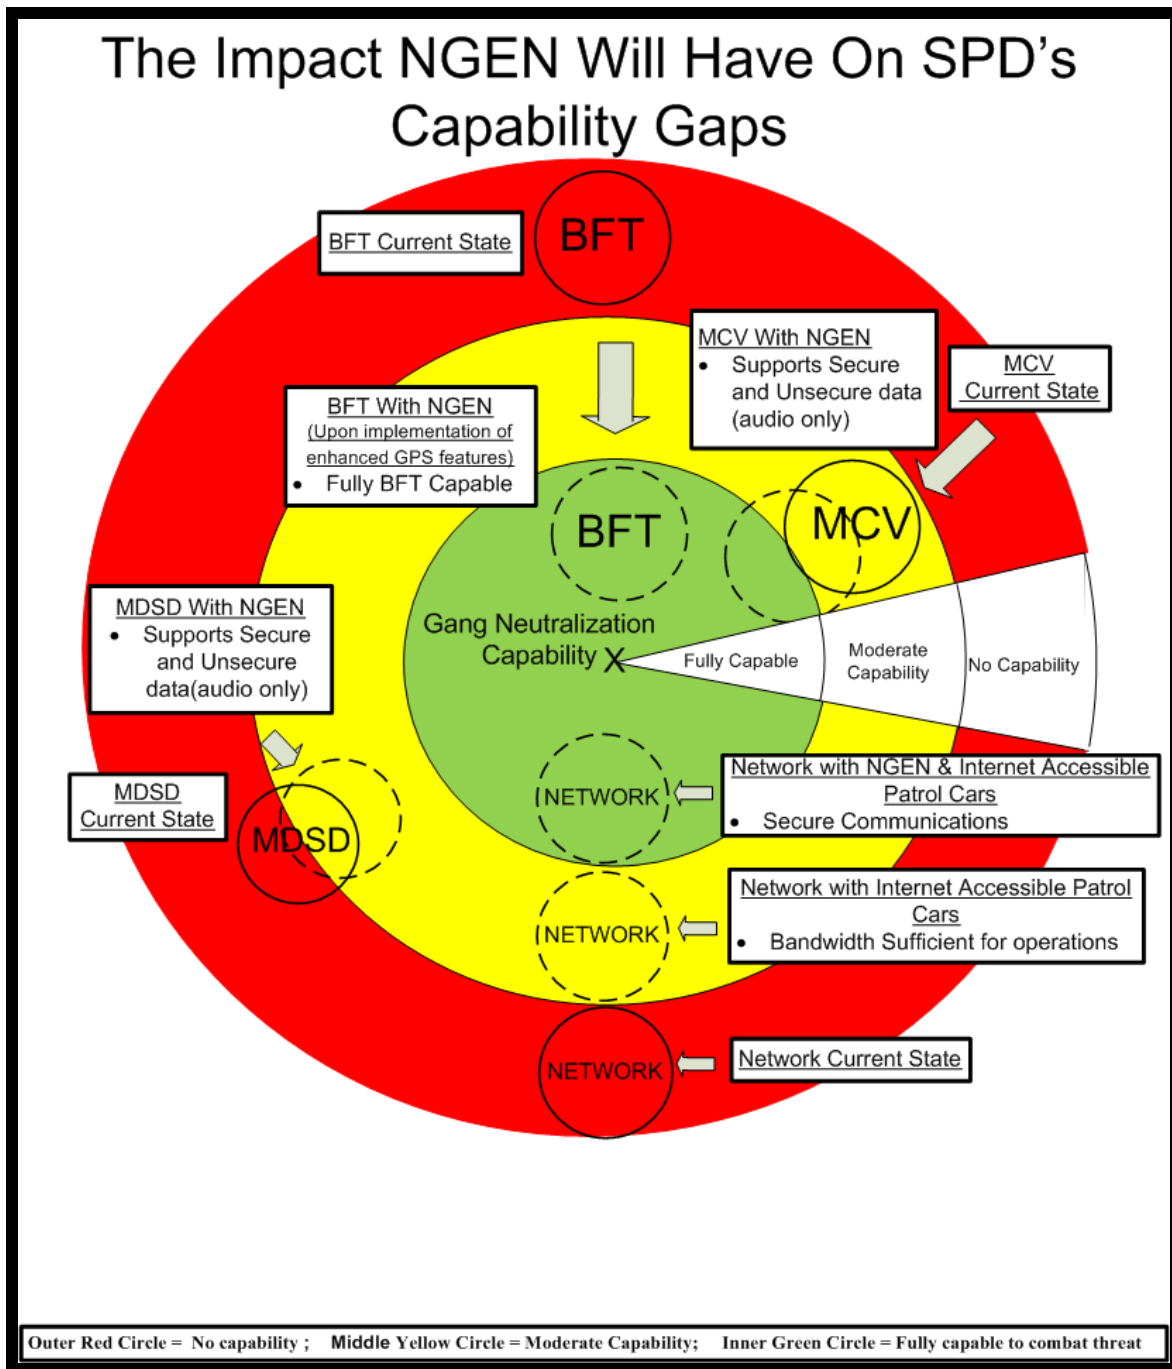 The Impact NGEN Will Have On SPD's
Capability Gaps
BFT
BFT Current State
MCV With NGEN
• Supports Secure
and Unsecure data
(audio only)
MCV
Current State
BFT With NGEN
(Upon implementation of
enhanced GPS features)
• Fully BFT Capable
BFT
MCV
MDSD With NGEN
• Supports Secure
and Unsecure
data(audio only)
Gang Neutralization
Capability X
Fully Capable
Moderate
Capability
No Capability
MDSD
Current State
MDSD
NETWORK
Network with NGEN & Internet Accessible
Patrol Cars
• Secure Communications
NETWORK
Network with Internet Accessible Patrol
Cars
• Bandwidth Sufficient for operations
NETWORK
Network Current State
Outer Red Circle = No capability ; Middle Yellow Circle = Moderate Capability; Inner Green Circle = Fully capable to combat threat